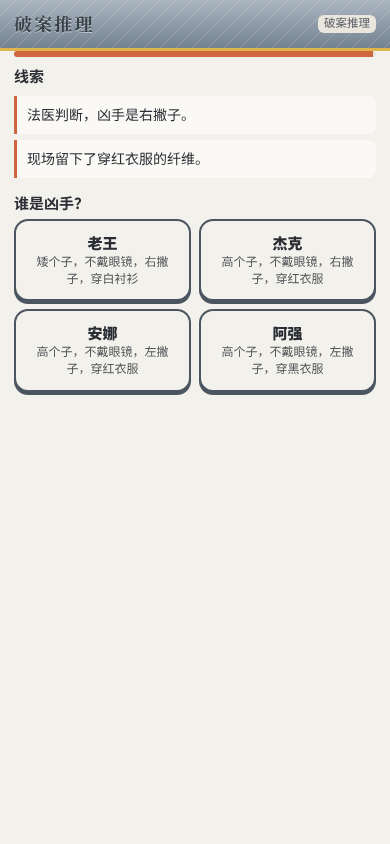 破案推理
破案推理
线索
法医判断，凶手是右撇子。
现场留下了穿红衣服的纤维。
谁是凶手？
老王
矮个子，不戴眼镜，右撇
子，穿白衬衫
杰克
高个子，不戴眼镜，右撇
子，穿红衣服
安娜
高个子，不戴眼镜，左撇
子，穿红衣服
阿强
高个子，不戴眼镜，左撇
子，穿黑衣服